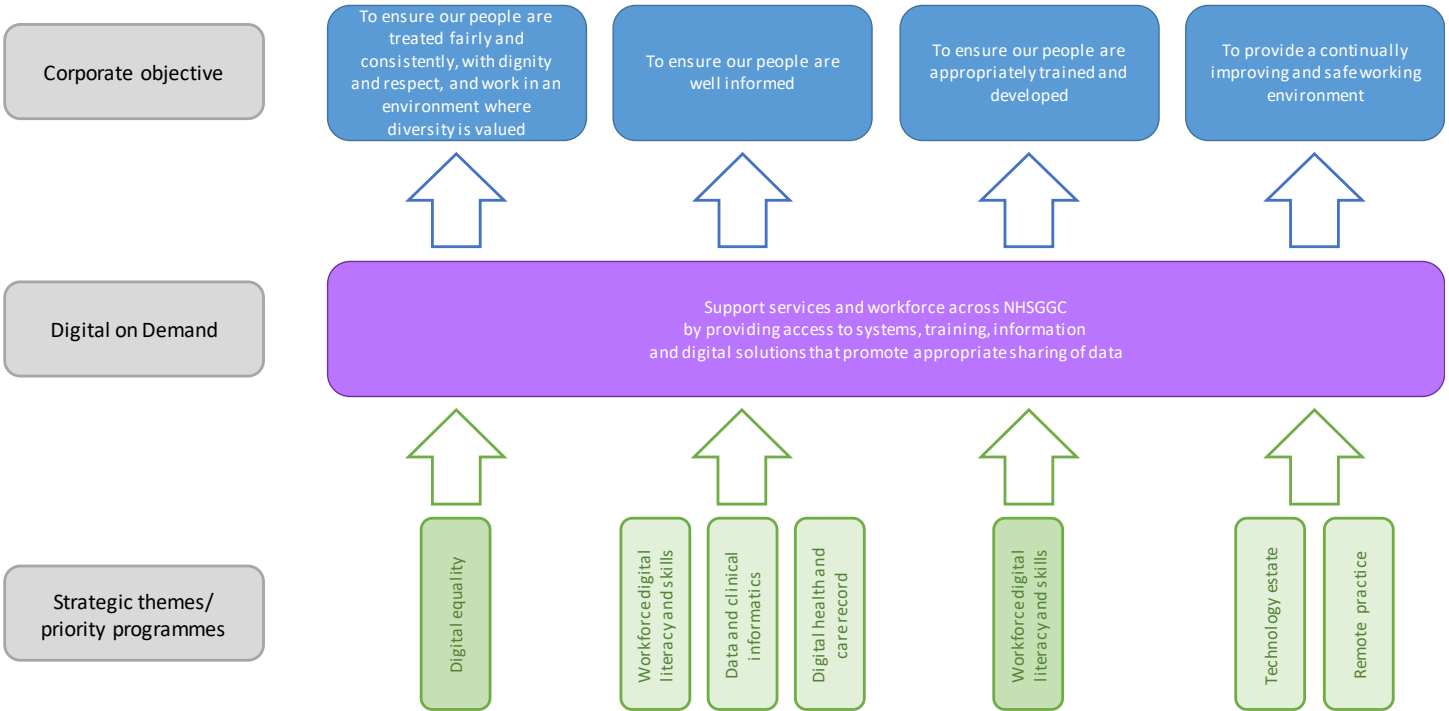 Corporate objective
To ensure our people are
treated fairly and
consistently, with dignity
and respect, and work in an
environment where
diversity is valued
To ensure our people are
well informed
To ensure our people are
appropriately trained and
developed
To provide a continually
improving and safe working
environment
Digital on Demand
Support services and workforce across NHSGGC
by providing access to systems, training, information
and digital solutions that promote appropriate sharing of data
Strategic themes/
priority programmes
Digital equality
Workforce digital
literacy and skills
Data and clinical
informatics
Digital health and
care record
Workforce digital
literacy and skills
Technology estate
Remote practice